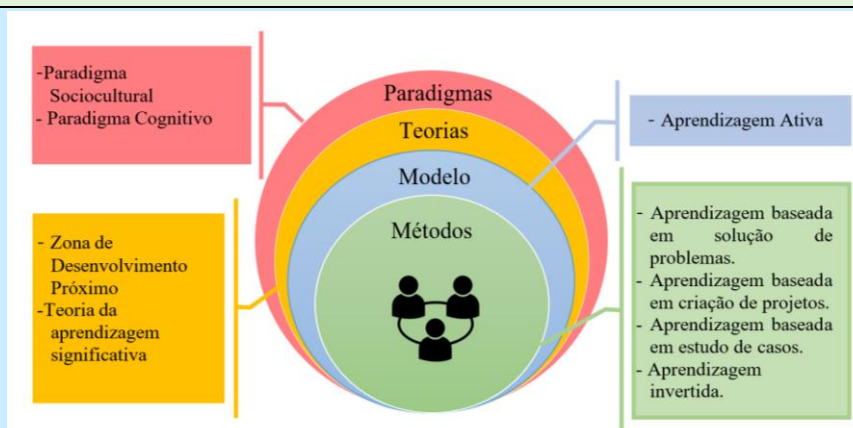 -Paradigma
Sociocultural
- Paradigma Cognitivo
Paradigmas
Teorias
Modelo
Métodos
- Aprendizagem Ativa
- Zona de
Desenvolvimento
Próximo
-Teoria da
aprendizagem
significativa
- Aprendizagem baseada
em solução de
problemas.
- Aprendizagem baseada
em criação de projetos.
- Aprendizagem baseada
em estudo de casos.
- Aprendizagem
invertida.